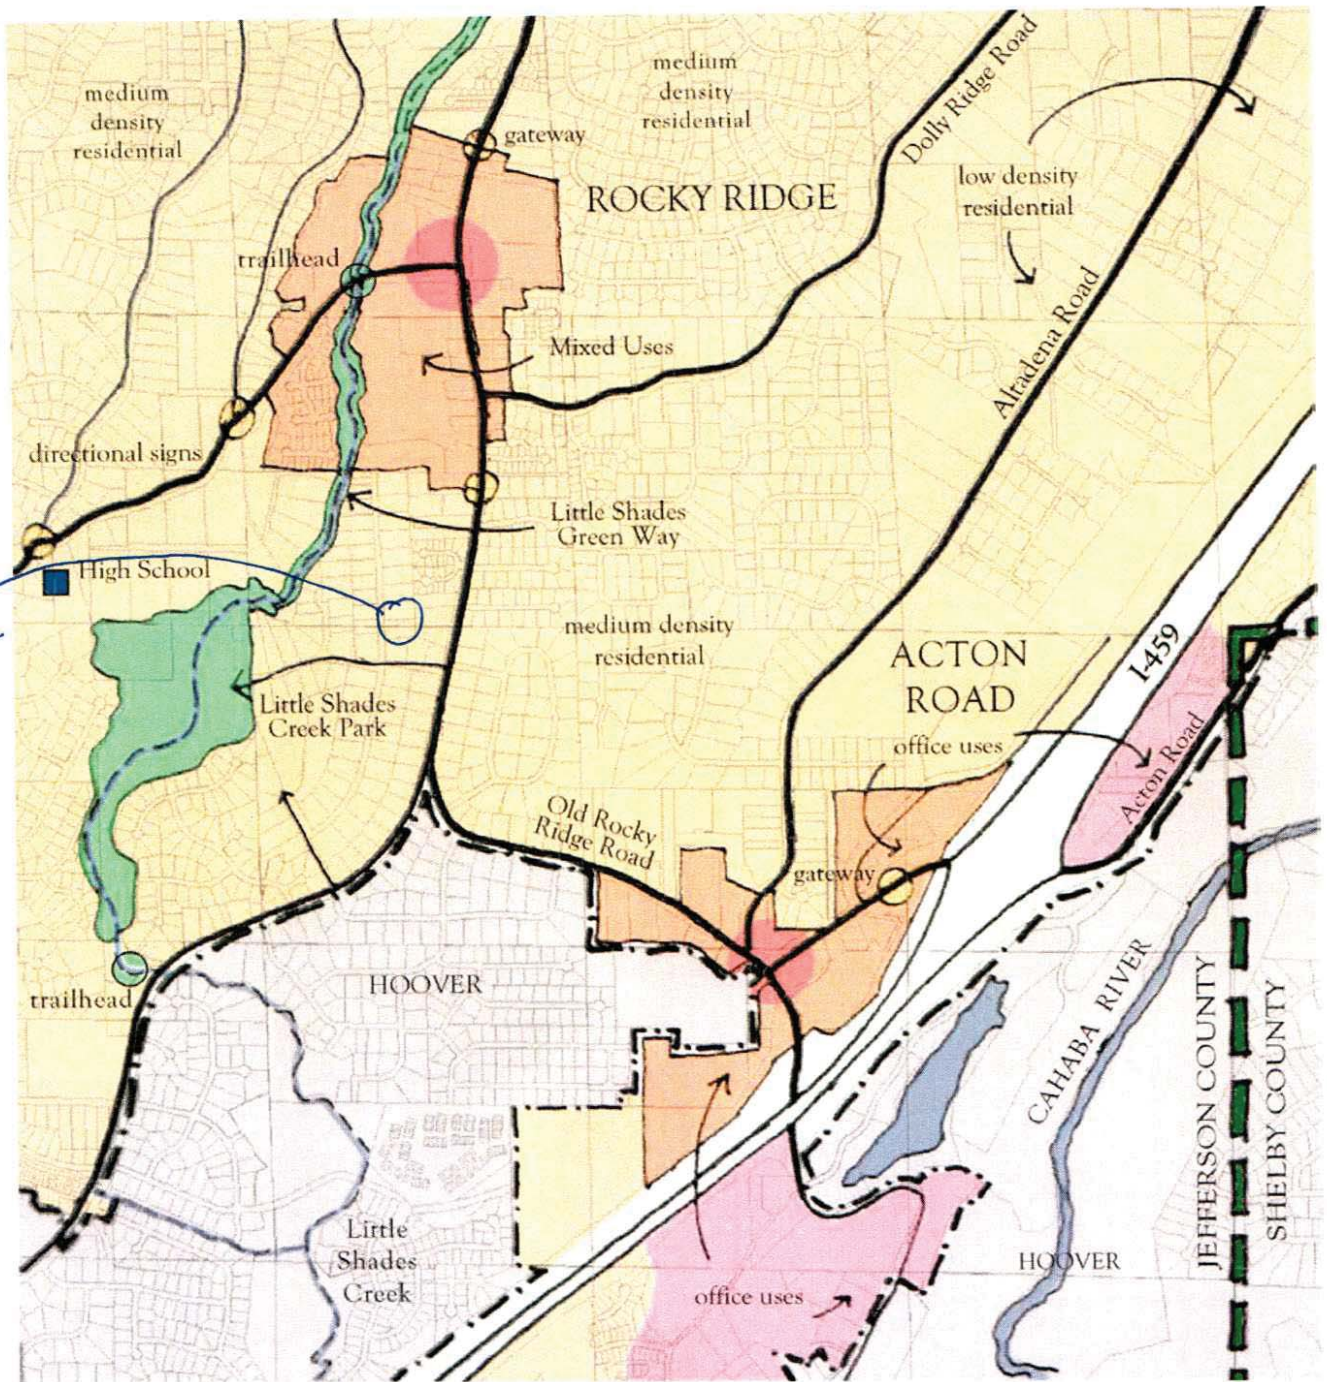 medium
density
residential
medium
density
residential
gateway
Dolly Ridge Road
low density
residential
ROCKY RIDGE
trailhead
Mixed Uses
Altadena Road
directional signs
Little Shades
Green Way
High School
medium density
residential
ACTON
ROAD
I-459
Little Shades
Creek Park
office uses
Acton Road
Old Rocky
Ridge Road
gateway
HOOVER
trailhead
CAHABA RIVER
JEFFERSON COUNTY
SHELBY COUNTY
Little
Shades
Creek
HOOVER
office uses